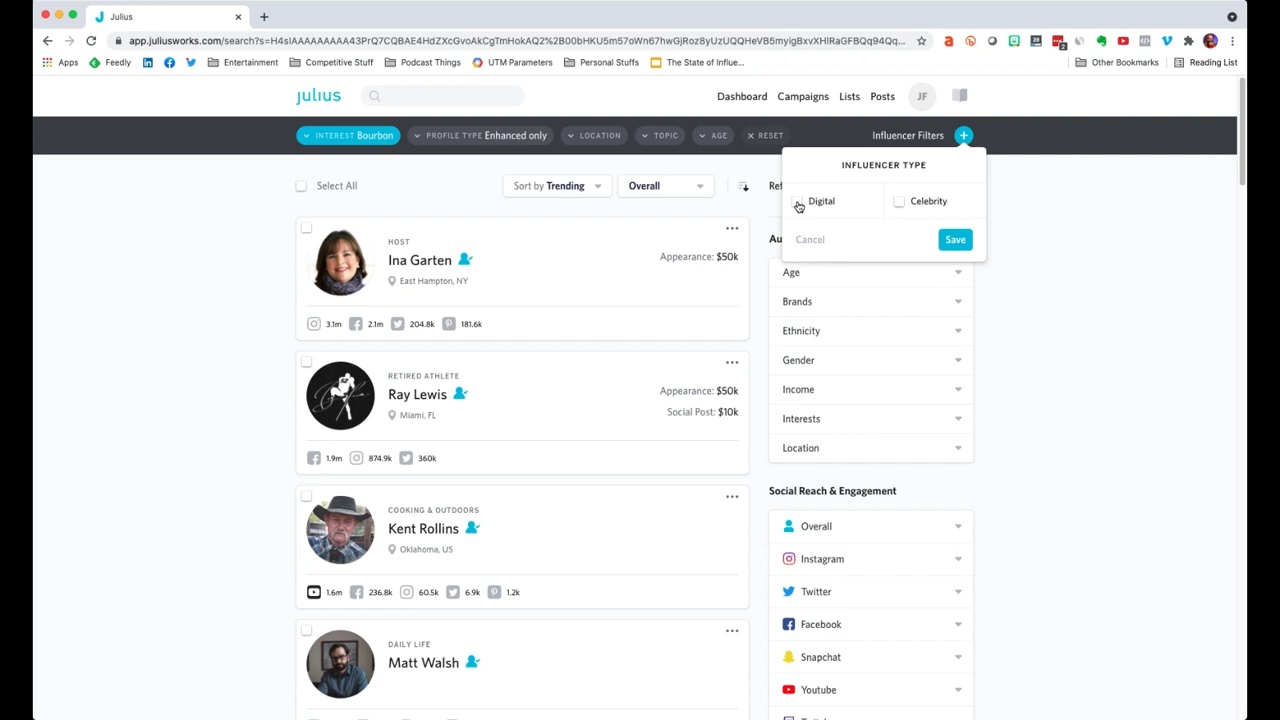 Julius
app.juliusworks.com/search?s=
Apps Feedly Entertainment Competitive Stuff Podcast Things UTM Parameters Personal Stuffs The State of Influe... Other Bookmarks Reading List
julius Dashboard Campaigns Lists Posts JF
INTEREST Bourbon PROFILE TYPE Enhanced only LOCATION TOPIC AGE RESET Influencer Filters
INFLUENCER TYPE
Select All Sort by Trending Overall
Digital Celebrity
Cancel Save
HOST
Ina Garten
East Hampton, NY
Appearance: $50k
3.1m 2.1m 204.8k 181.6k
RETIRED ATHLETE
Ray Lewis
Miami, FL
Appearance: $50k
Social Post: $10k
1.9m 874.9k 360k
COOKING & OUTDOORS
Kent Rollins
Oklahoma, US
1.6m 236.8k 60.5k 6.9k 1.2k
DAILY LIFE
Matt Walsh
Age
Brands
Ethnicity
Gender
Income
Interests
Location
Social Reach & Engagement
Overall
Instagram
Twitter
Facebook
Snapchat
Youtube